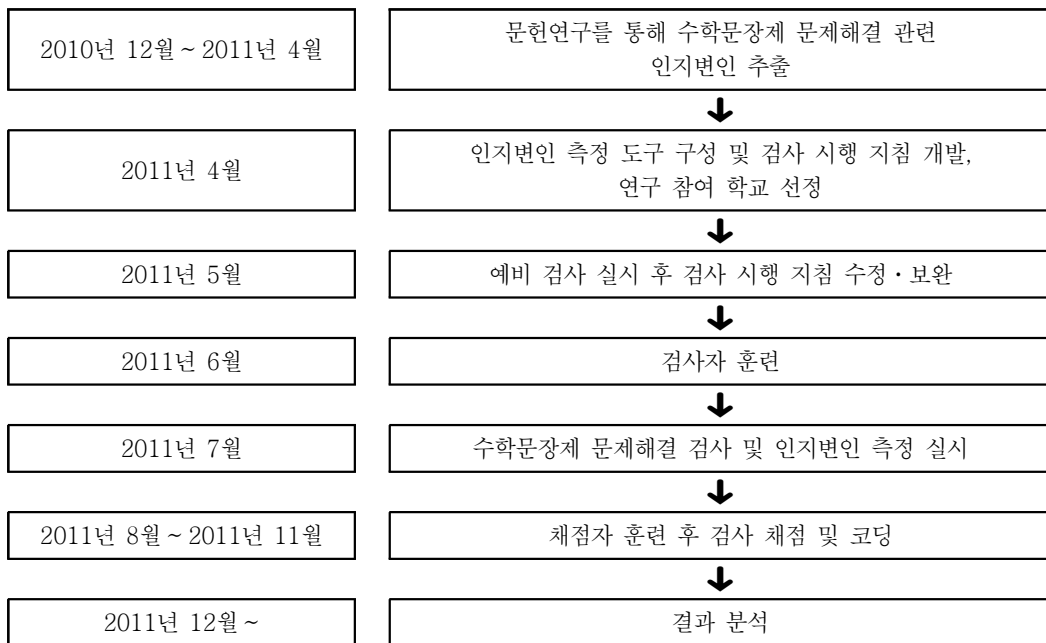 2010년 12월 ~ 2011년 4월
문헌연구를 통해 수학문장제 문제해결 관련
인지변인 추출
2011년 4월
인지변인 측정 도구 구성 및 검사 시행 지침 개발,
연구 참여 학교 선정
2011년 5월
예비 검사 실시 후 검사 시행 지침 수정・보완
2011년 6월
검사자 훈련
2011년 7월
수학문장제 문제해결 검사 및 인지변인 측정 실시
2011년 8월 ~ 2011년 11월
채점자 훈련 후 검사 채점 및 코딩
2011년 12월 ~
결과 분석